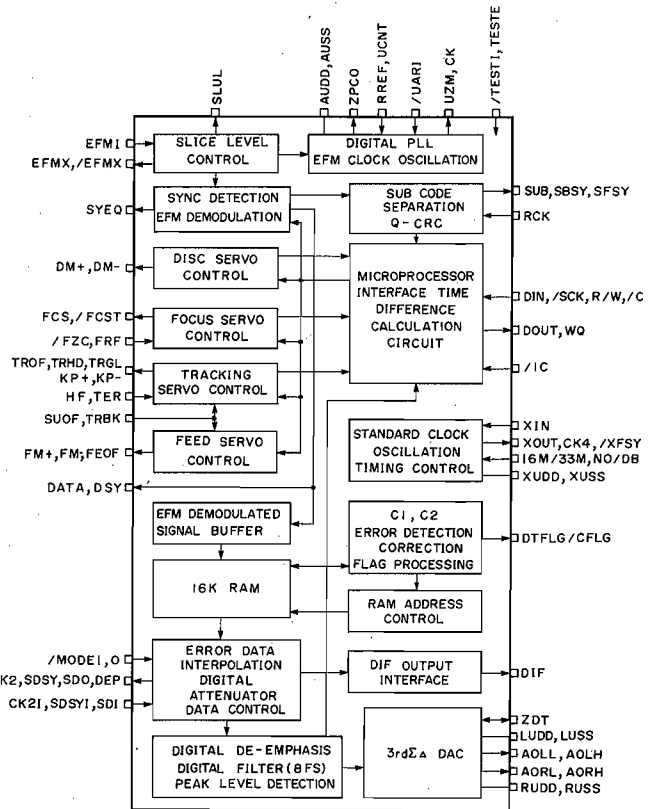 SLUL
AUDD,AUSS
ZPCO
RREF,UCNT
/UARI
UZM,CK
/TEST1,TESTE
EFMI
EFMX,/EFMX
SLICE LEVEL
CONTROL
DIGITAL PLL
EFM CLOCK OSCILLATION
SYEQ
SYNC DETECTION
EFM DEMODULATION
SUB CODE
SEPARATION
Q-CRC
SUB,SBSY,SFSY
RCK
DM+,DM-
DISC SERVO
CONTROL
MICROPROCESSOR
INTERFACE TIME
DIFFERENCE
CALCULATION
CIRCUIT
DIN,/SCK,R/W,/C
DOUT,WQ
/IC
FCS,/FCST
/FZC,FRF
FOCUS SERVO
CONTROL
TROF,TRHD,TRGL
KP+,KP-
HF,TER
TRACKING
SERVO CONTROL
SUOF,TRBK
FM+,FM-,FEOF
FEED SERVO
CONTROL
STANDARD CLOCK
OSCILLATION
TIMING CONTROL
XIN
XOUT,CK4,/XFSY
16M/33M,NO/DB
XUDD,XUSS
DATA,DSY
EFM DEMODULATED
SIGNAL BUFFER
C1,C2
ERROR DETECTION
CORRECTION
FLAG PROCESSING
DTFLG/CFLG
16K RAM
RAM ADDRESS
CONTROL
/MODE1,0
K2,SDSY,SDO,DEP
CK2I,SDSYI,SDI
ERROR DATA
INTERPOLATION
DIGITAL
ATTENUATOR
DATA CONTROL
DIF OUTPUT
INTERFACE
DIF
DIGITAL DE-EMPHASIS
DIGITAL FILTER(8FS)
PEAK LEVEL DETECTION
3rdΣΔ DAC
ZDT
LUDD,LUSS
AOLL,AOLH
AORL,AORH
RUDD,RUSS